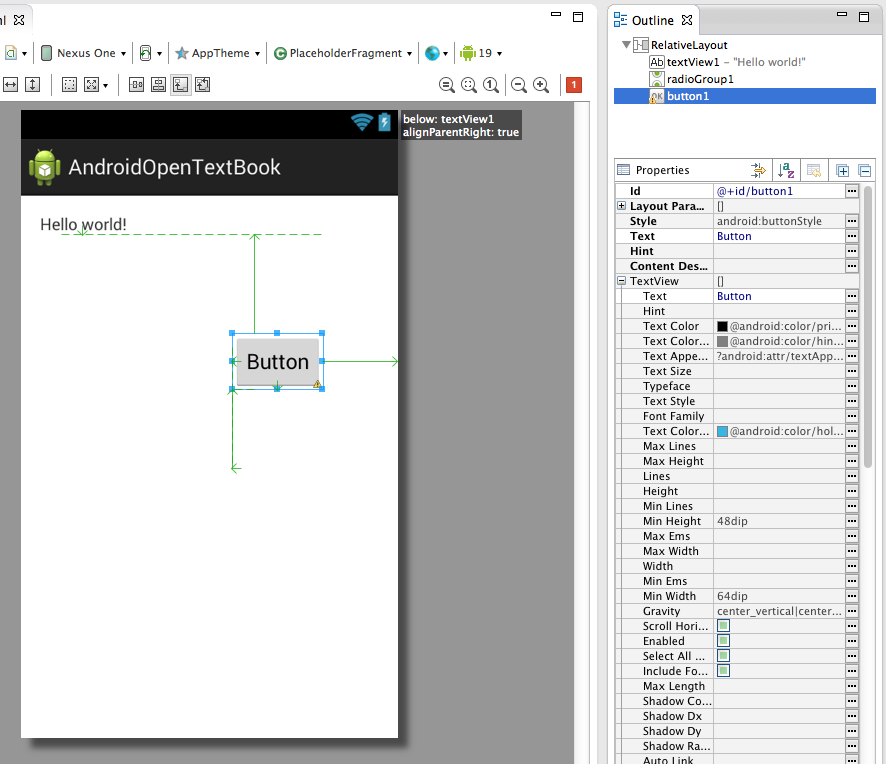 nl
Nexus One
AppTheme
PlaceholderFragment
19
1
1
below: textView1
alignParentRight: true
AndroidOpenTextBook
Hello world!
Button
Outline
RelativeLayout
Ab textView1 – "Hello world!"
radioGroup1
OK button1
Properties
Id @+id/button1
Layout Para... []
Style android:buttonStyle
Text Button
Hint
Content Des...
TextView []
Text Button
Hint
Text Color @android:color/pri...
Text Color... @android:color/hin...
Text Appe... ?android:attr/textApp...
Text Size
Typeface
Text Style
Font Family
Text Color... @android:color/hol...
Max Lines
Max Height
Lines
Height
Min Lines
Min Height 48dip
Max Ems
Max Width
Width
Min Ems
Min Width 64dip
Gravity center_vertical|center...
Scroll Hori...
Enabled
Select All ...
Include Fo...
Max Length
Shadow Co...
Shadow Dx
Shadow Dy
Shadow Ra...
Auto Link